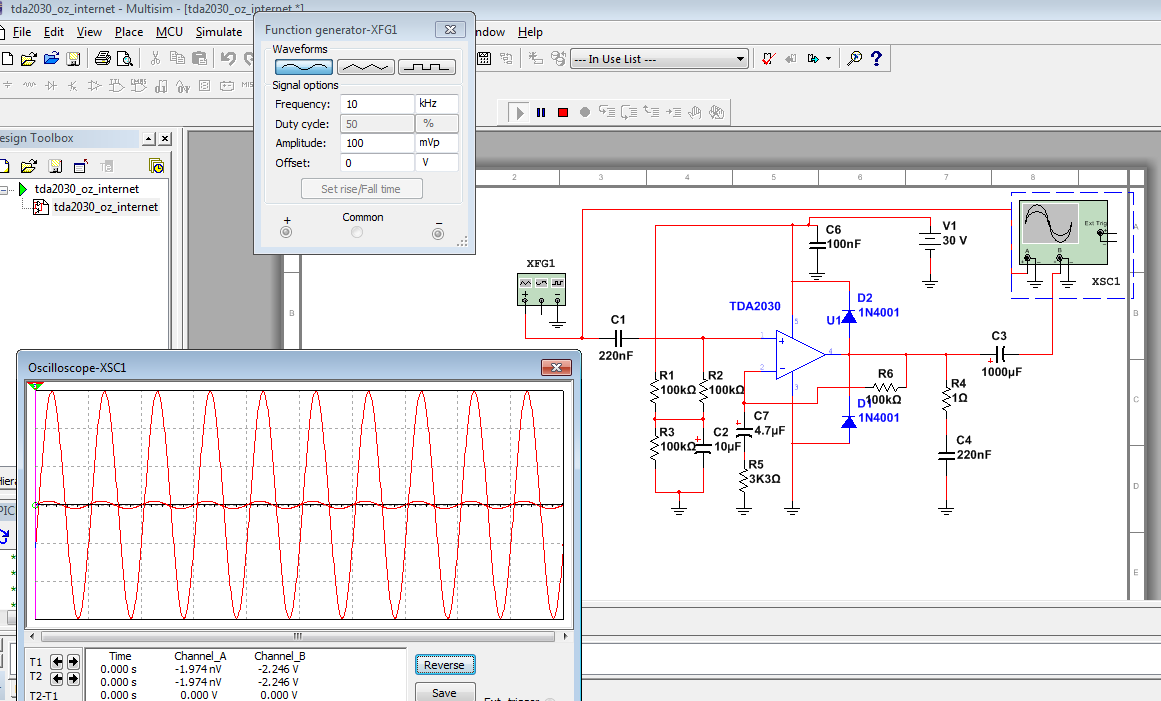 tda2030_oz_internet - Multisim - [tda2030_oz_internet *]
File Edit View Place MCU Simulate
Help
--- In Use List ---
Function generator-XFG1
Waveforms
Signal options
Frequency: 10 kHz
Duty cycle: 50 %
Amplitude: 100 mVp
Offset: 0 V
Set rise/Fall time
+ Common −
esign Toolbox
tda2030_oz_internet
tda2030_oz_internet
2 3 4 5 6 7 8
A
B
C
D
E
B
XFG1
C1
220nF
R1
100kΩ
R2
100kΩ
R3
100kΩ
C2
10µF
C7
4.7µF
R5
3K3Ω
TDA2030
U1
1
2
3
4
5
C6
100nF
V1
30 V
D2
1N4001
D1
1N4001
R6
100kΩ
R4
1Ω
C4
220nF
C3
1000µF
Ext Trig
A B
XSC1
Oscilloscope-XSC1
T1
T2
T2-T1
Time Channel_A Channel_B
0.000 s -1.974 nV -2.246 V
0.000 s -1.974 nV -2.246 V
0.000 s 0.000 V 0.000 V
Reverse
Save